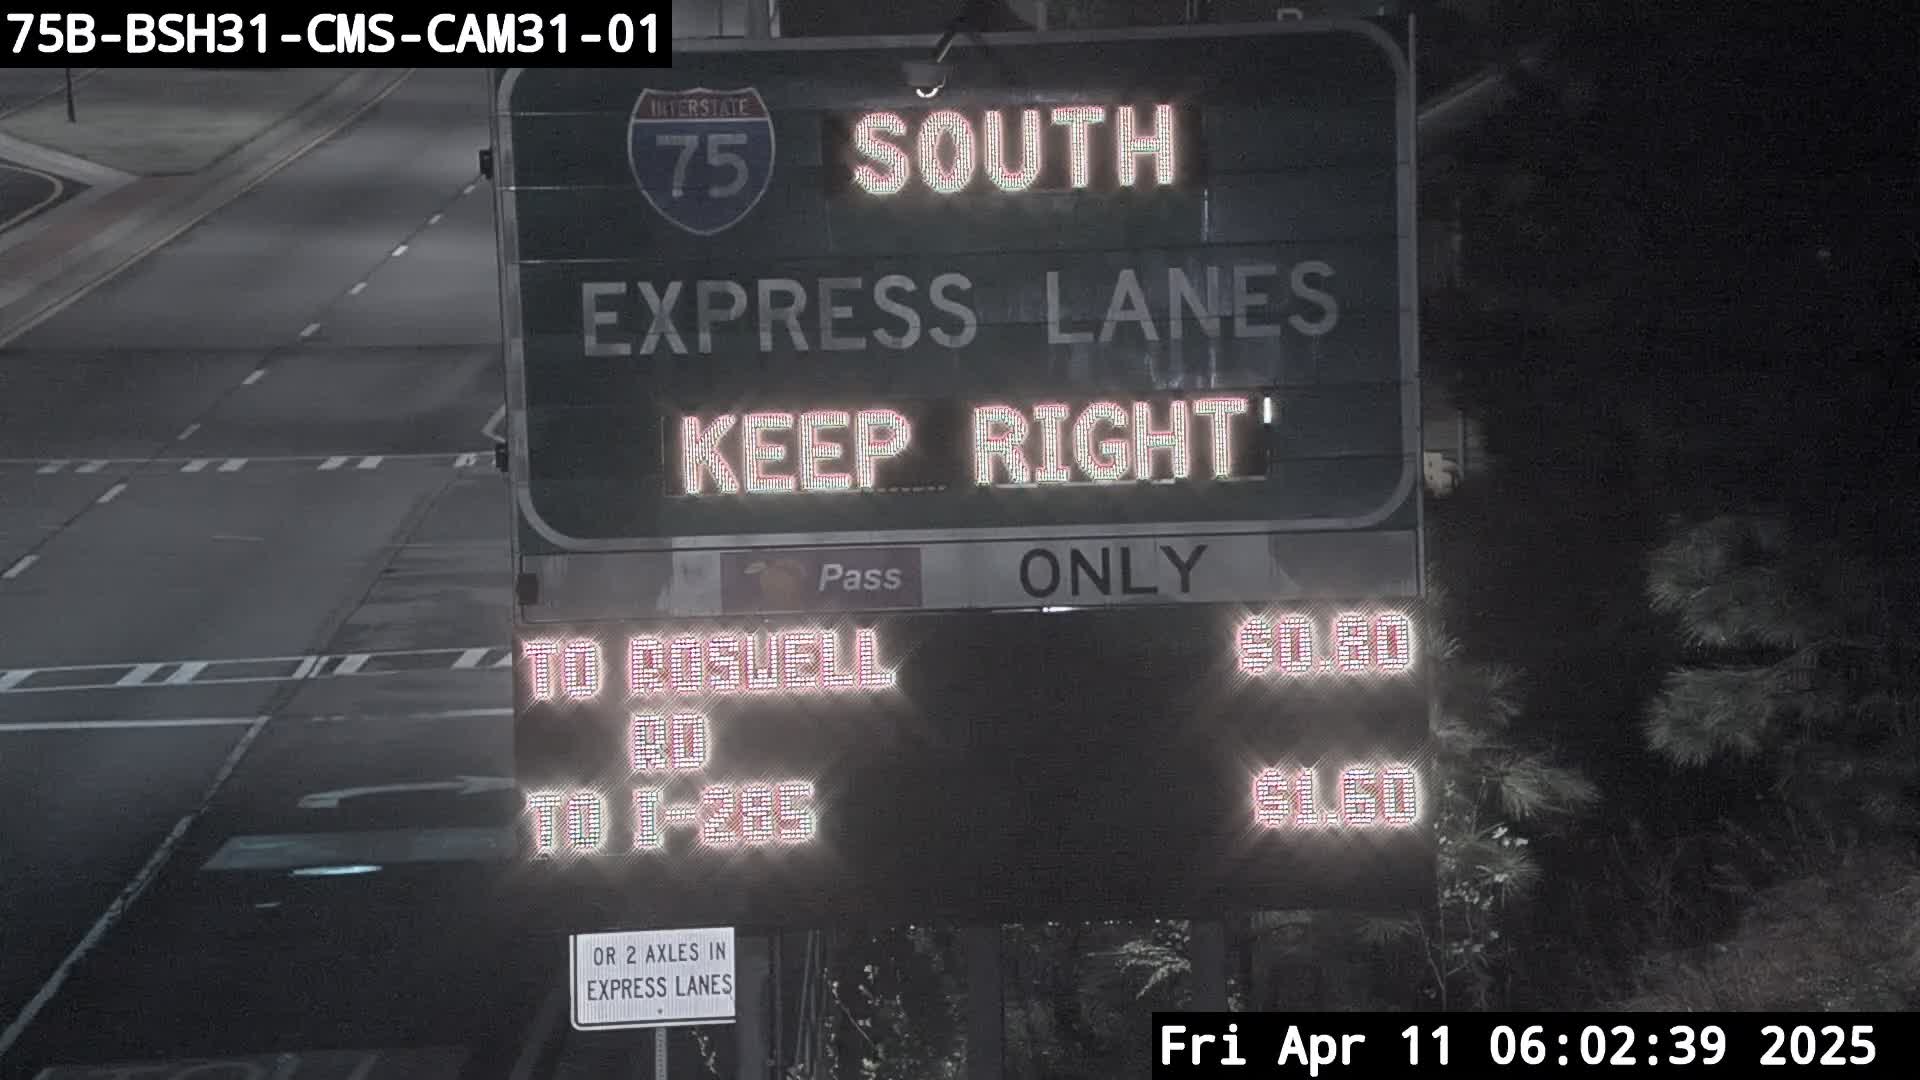 75B-BSH31-CMS-CAM31-01
INTERSTATE
75
SOUTH
EXPRESS LANES
KEEP RIGHT
Pass ONLY
TO ROSWELL $0.80
RD
TO I-285 $1.60
OR 2 AXLES IN
EXPRESS LANES
Fri Apr 11 06:02:39 2025